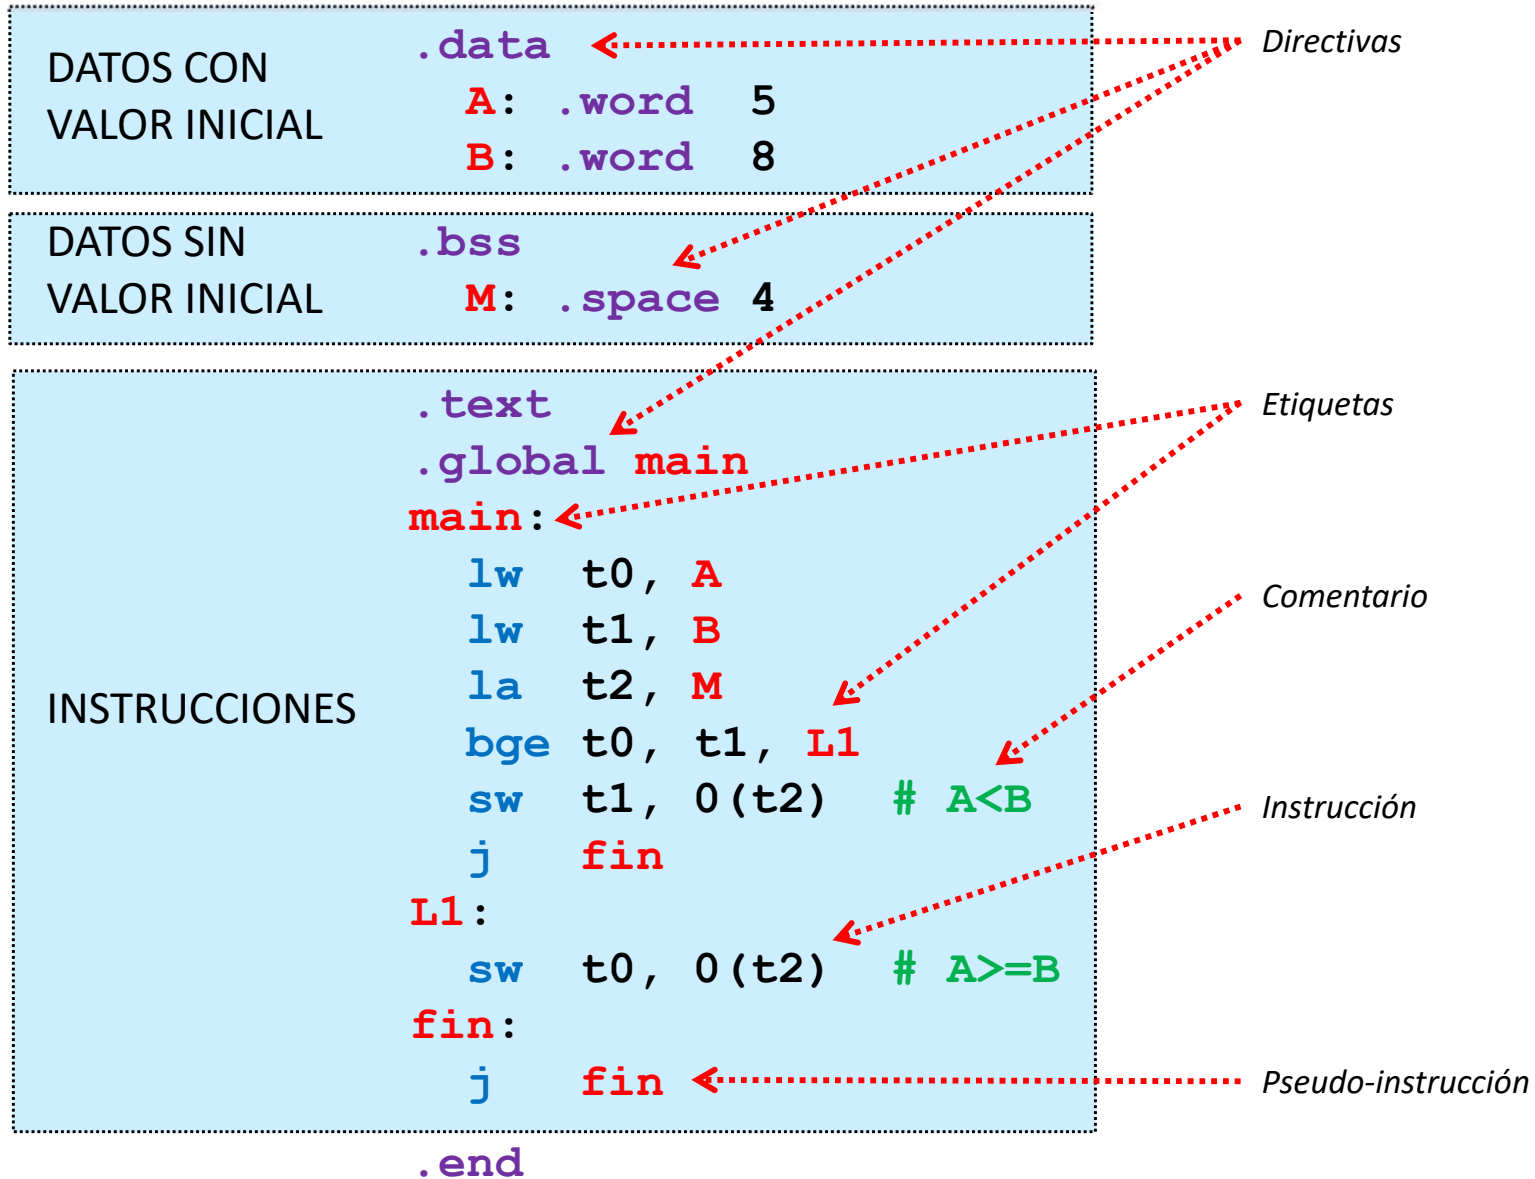 .data
Directivas
DATOS CON
VALOR INICIAL
A: .word 5
B: .word 8
DATOS SIN
VALOR INICIAL
.bss
M: .space 4
.text
Etiquetas
.global main
main:
lw t0, A
Comentario
lw t1, B
la t2, M
INSTRUCCIONES
bge t0, t1, L1
sw t1, 0(t2) # A<B
Instrucción
j fin
L1:
sw t0, 0(t2) # A>=B
fin:
j fin
Pseudo-instrucción
.end